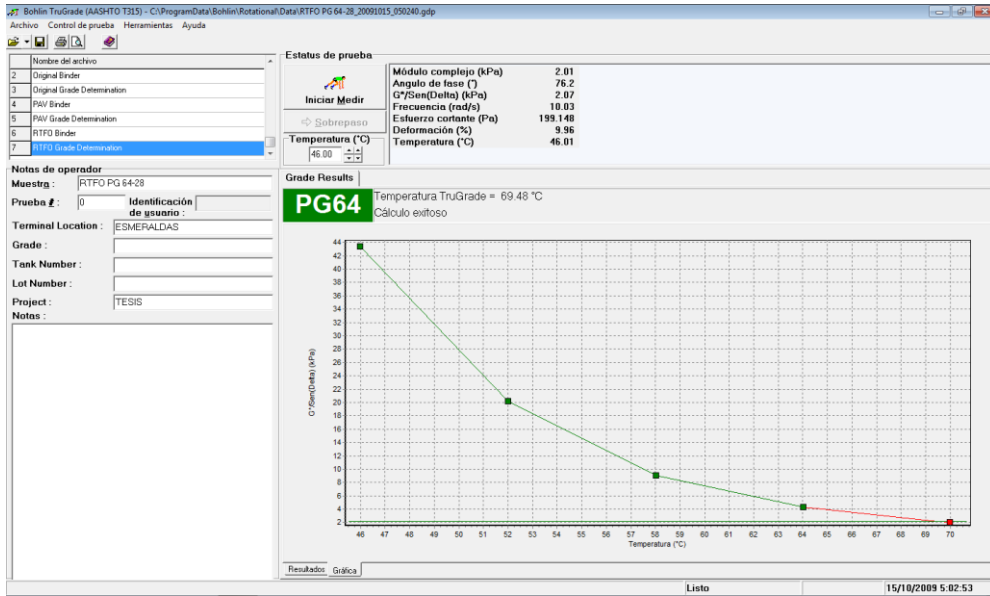 Bohlin TruGrade (AASHTO T315) - C:\ProgramData\Bohlin\Rotational\Data\RTFO PG 64-28_20091015_050240.gdp
Archivo Control de prueba Herramientas Ayuda
Nombre del archivo
2 Original Binder
3 Original Grade Determination
4 PAV Binder
5 PAV Grade Determination
6 RTFO Binder
7 RTFO Grade Determination
Estatus de prueba
Iniciar Medir
Sobrepaso
Temperatura (°C)
46.00
Módulo complejo (kPa) 2.01
Angulo de fase (°) 76.2
G*/Sen(Delta) (kPa) 2.07
Frecuencia (rad/s) 10.03
Esfuerzo cortante (Pa) 199.148
Deformación (%) 9.96
Temperatura (°C) 46.01
Notas de operador
Muestra : RTFO PG 64-28
Prueba # : 0 Identificación de usuario :
Terminal Location : ESMERALDAS
Grade :
Tank Number :
Lot Number :
Project : TESIS
Notas :
Grade Results
PG64
Temperatura TruGrade = 69.48 °C
Cálculo exitoso
G*/Sen(Delta) (kPa)
44
42
40
38
36
34
32
30
28
26
24
22
20
18
16
14
12
10
8
6
4
2
46 47 48 49 50 51 52 53 54 55 56 57 58 59 60 61 62 63 64 65 66 67 68 69 70
Temperatura (°C)
Resultados Gráfica
Listo
15/10/2009 5:02:53